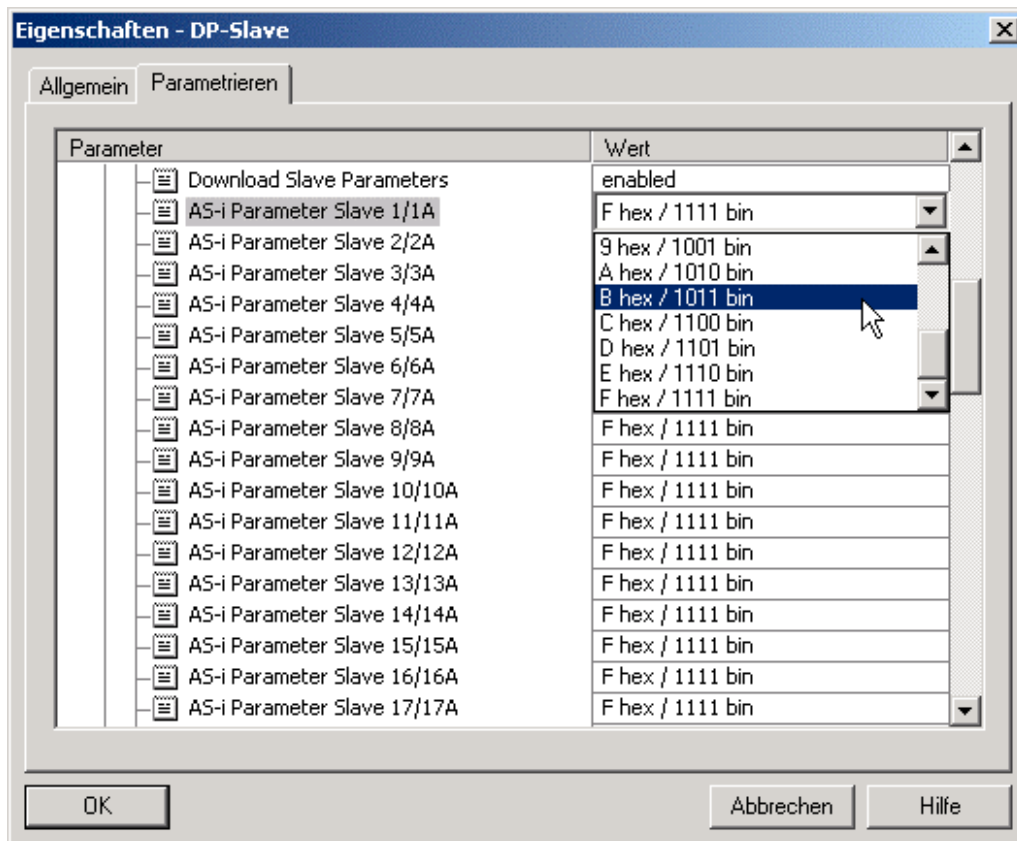 Eigenschaften - DP-Slave
Allgemein Parametrieren
Parameter Wert
Download Slave Parameters enabled
AS-i Parameter Slave 1/1A F hex / 1111 bin
AS-i Parameter Slave 2/2A 9 hex / 1001 bin
AS-i Parameter Slave 3/3A A hex / 1010 bin
B hex / 1011 bin
AS-i Parameter Slave 4/4A C hex / 1100 bin
AS-i Parameter Slave 5/5A D hex / 1101 bin
AS-i Parameter Slave 6/6A E hex / 1110 bin
AS-i Parameter Slave 7/7A F hex / 1111 bin
AS-i Parameter Slave 8/8A F hex / 1111 bin
AS-i Parameter Slave 9/9A F hex / 1111 bin
AS-i Parameter Slave 10/10A F hex / 1111 bin
AS-i Parameter Slave 11/11A F hex / 1111 bin
AS-i Parameter Slave 12/12A F hex / 1111 bin
AS-i Parameter Slave 13/13A F hex / 1111 bin
AS-i Parameter Slave 14/14A F hex / 1111 bin
AS-i Parameter Slave 15/15A F hex / 1111 bin
AS-i Parameter Slave 16/16A F hex / 1111 bin
AS-i Parameter Slave 17/17A F hex / 1111 bin
OK Abbrechen Hilfe